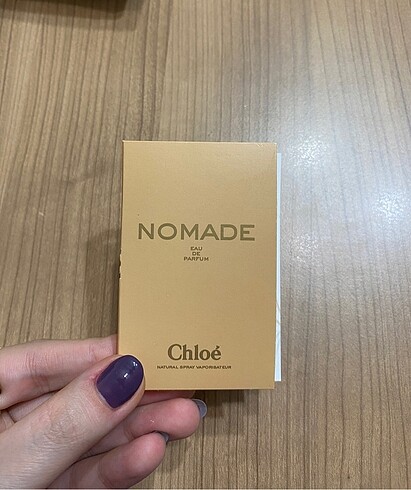 NOMADE
EAU
DE
PARFUM
Chloé
NATURAL SPRAY VAPORISATEUR